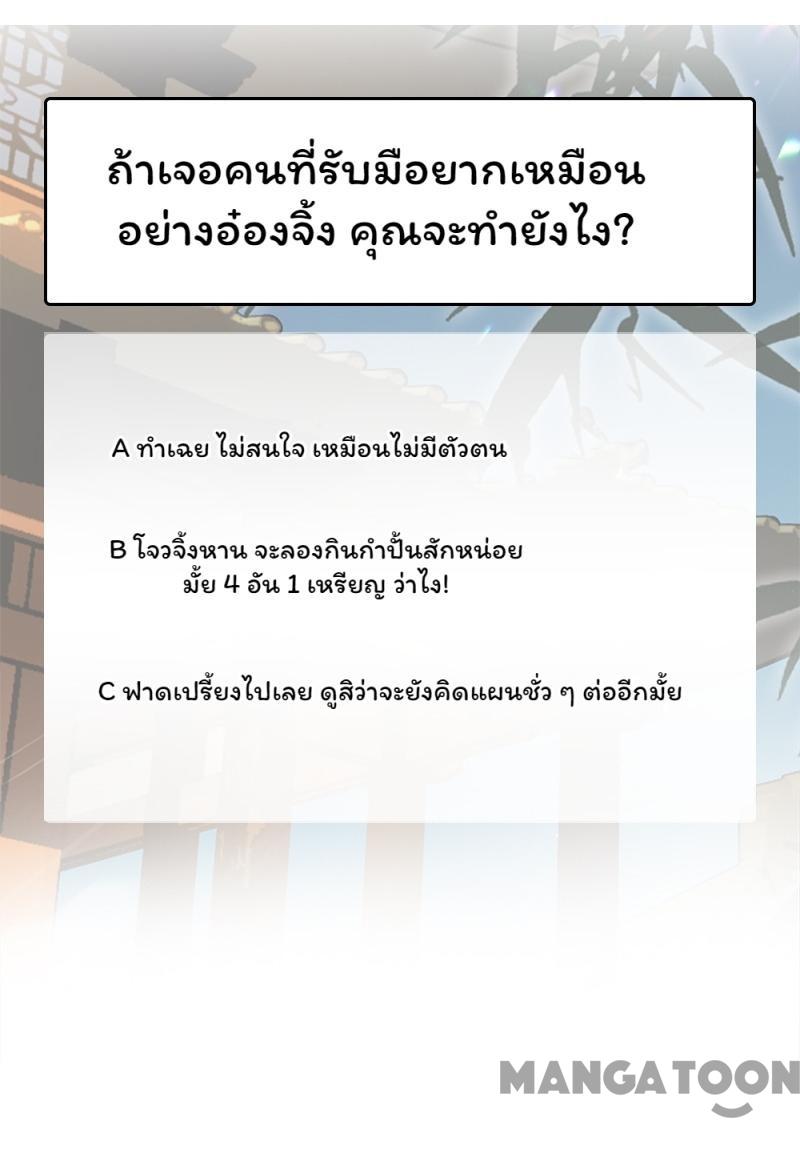 ถ้าเจอคนที่รับมือยากเหมือน
อย่างอ๋องจิ้ง คุณจะทำยังไง?
A ทำเฉย ไม่สนใจ เหมือนไม่มีตัวตน
B โจวจิ้งหาน จะลองกินกำปั้นสักหน่อย
มั้ย 4 อัน 1 เหรียญ ว่าไง!
C ฟาดเปรี้ยงไปเลย ดูสิว่าจะยังคิดแผนชั่ว ๆ ต่ออีกมั้ย
MANGATOON